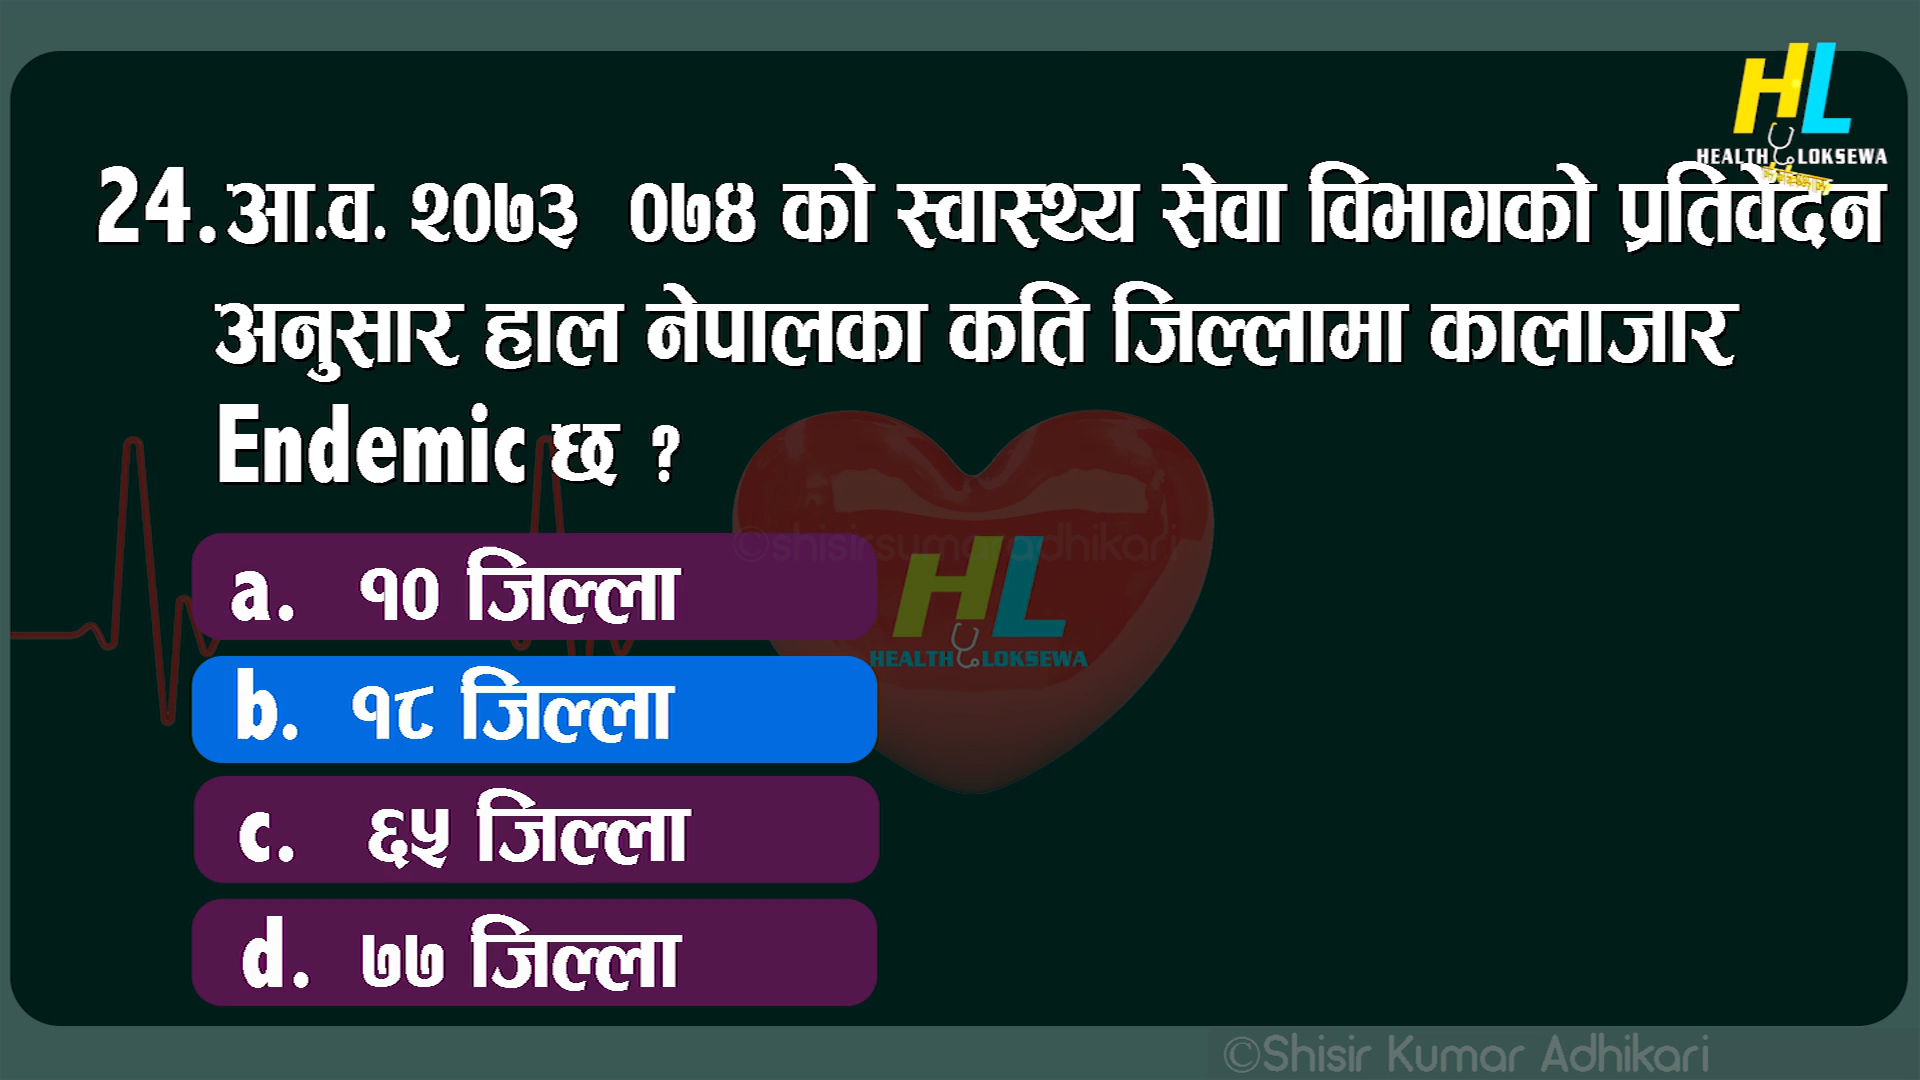 HL
HEALTH LOKSEWA
24. आ.व. २०७३ ०७४ को स्वास्थ्य सेवा विभागको प्रतिवेदन
अनुसार हाल नेपालका कति जिल्लामा कालाजार
Endemic छ ?
a. १० जिल्ला
HL
HEALTH LOKSEWA
b. १८ जिल्ला
c. ६५ जिल्ला
d. ७७ जिल्ला
©Shisir Kumar Adhikari